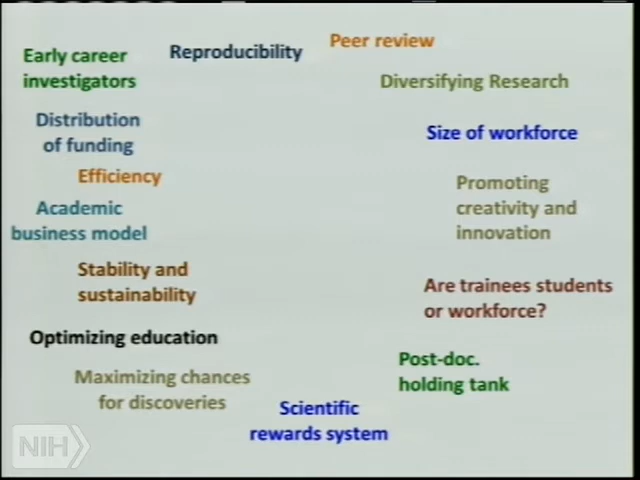 Early career
investigators
Reproducibility
Peer review
Diversifying Research
Distribution
of funding
Size of workforce
Efficiency
Promoting
creativity and
innovation
Academic
business model
Stability and
sustainability
Are trainees students
or workforce?
Optimizing education
Post-doc.
holding tank
Maximizing chances
for discoveries
Scientific
rewards system
NIH